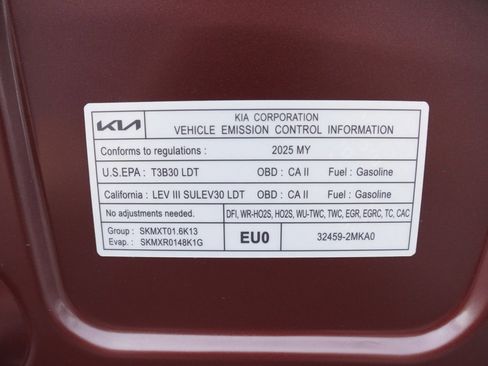 KIA
KIA CORPORATION
VEHICLE EMISSION CONTROL INFORMATION
Conforms to regulations : 2025 MY
U.S.EPA : T3B30 LDT OBD : CA II Fuel : Gasoline
California : LEV III SULEV30 LDT OBD : CA II Fuel : Gasoline
No adjustments needed. DFI, WR-HO2S, HO2S, WU-TWC, TWC, EGR, EGRC, TC, CAC
Group : SKMXT01.6K13
Evap. : SKMXR0148K1G
EU0 32459-2MKA0